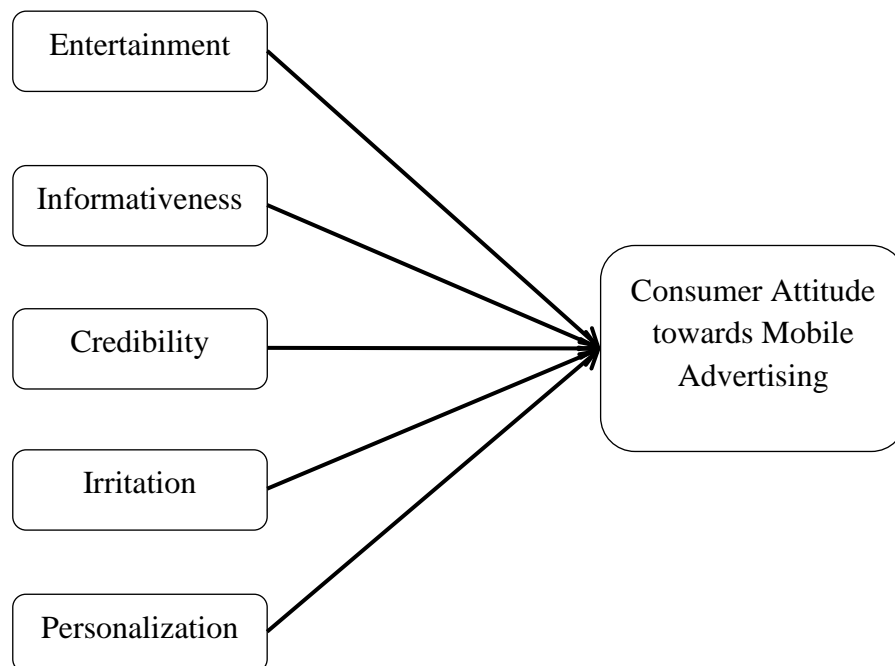 Entertainment
Informativeness
Credibility
Irritation
Personalization
Consumer Attitude
towards Mobile
Advertising